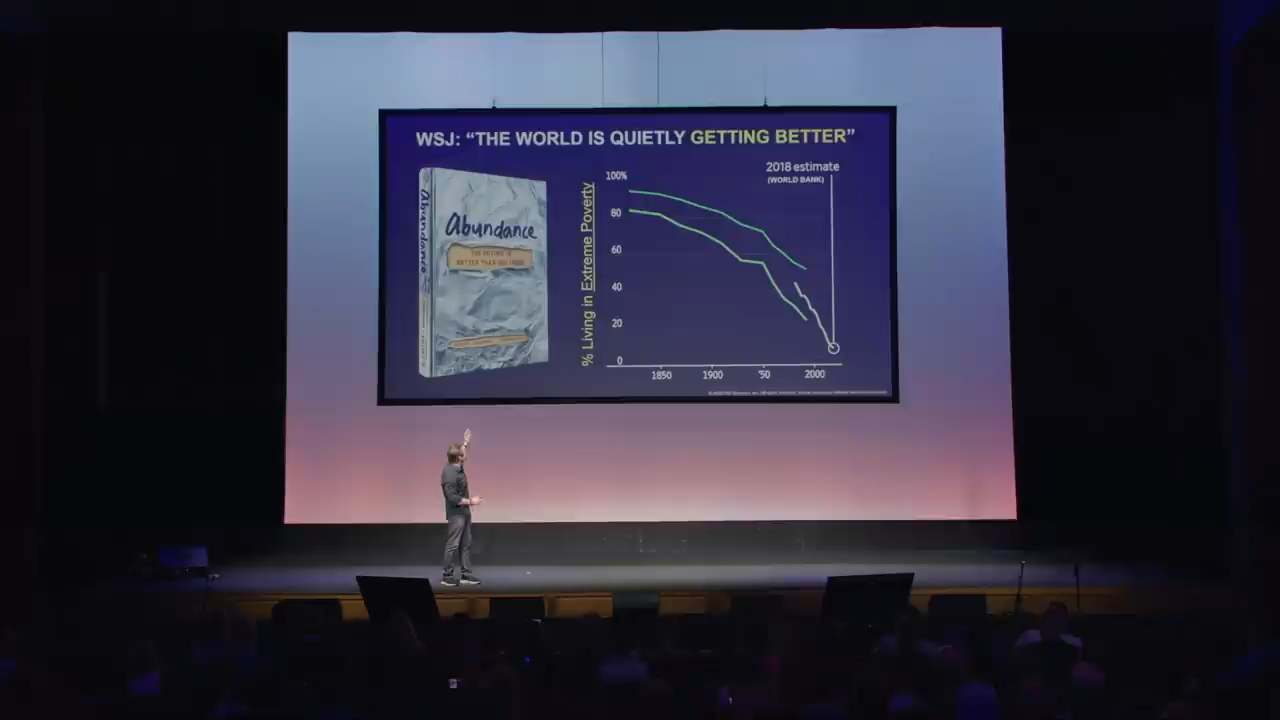 WSJ: “THE WORLD IS QUIETLY GETTING BETTER”
Abundance
Abundance
THE FUTURE IS
BETTER THAN YOU THINK
% Living in Extreme Poverty
2018 estimate
(WORLD BANK)
100%
80
60
40
20
0
1850
1900
'50
2000